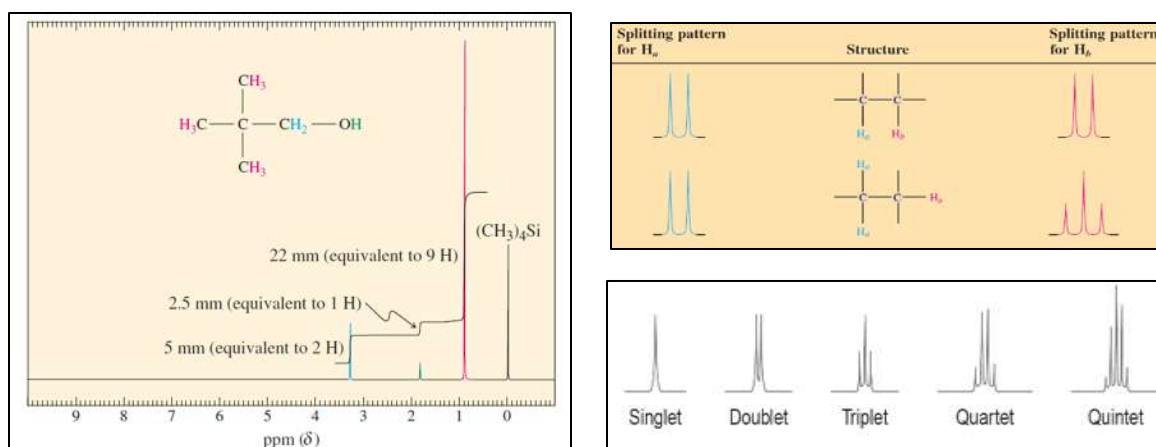 CH3
H3C—C—CH2—OH
CH3
(CH3)4Si
22 mm (equivalent to 9 H)
2.5 mm (equivalent to 1 H)
5 mm (equivalent to 2 H)
9 8 7 6 5 4 3 2 1 0
ppm (δ)
Splitting pattern
for Ha
Structure
Splitting pattern
for Hb
C C
Ha Hb
Ha
C C Hb
Ha
Singlet Doublet Triplet Quartet Quintet